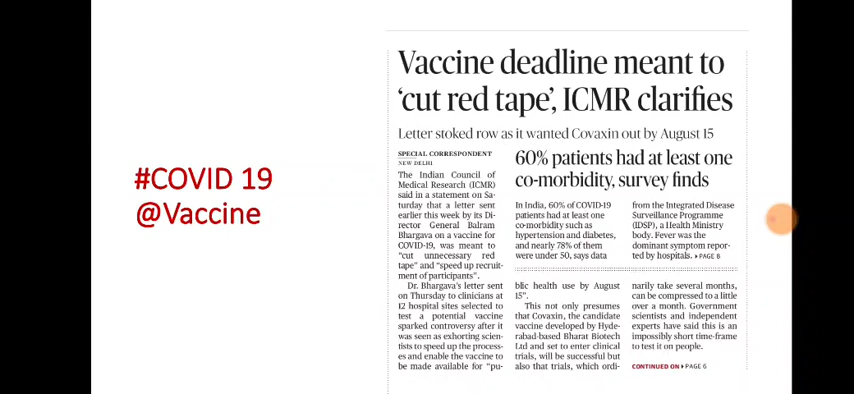 #COVID 19
@Vaccine
Vaccine deadline meant to
‘cut red tape’, ICMR clarifies
Letter stoked row as it wanted Covaxin out by August 15
SPECIAL CORRESPONDENT
NEW DELHI
The Indian Council of
Medical Research (ICMR)
said in a statement on Sa-
turday that a letter sent
earlier this week by its Di-
rector General Balram
Bhargava on a vaccine for
COVID-19, was meant to
“cut unnecessary red
tape” and “speed up recruit-
ment of participants”.
Dr. Bhargava’s letter sent
on Thursday to clinicians at
12 hospital sites selected to
test a potential vaccine
sparked controversy after it
was seen as exhorting scien-
tists to speed up the process-
es and enable the vaccine to
be made available for “pu-
60% patients had at least one
co-morbidity, survey finds
In India, 60% of COVID-19
patients had at least one
co-morbidity such as
hypertension and diabetes,
and nearly 78% of them
were under 50, says data
from the Integrated Disease
Surveillance Programme
(IDSP), a Health Ministry
body. Fever was the
dominant symptom repor-
ted by hospitals. ▸ PAGE 8
blic health use by August
15”.
This not only presumes
that Covaxin, the candidate
vaccine developed by Hyde-
rabad-based Bharat Biotech
Ltd and set to enter clinical
trials, will be successful but
also that trials, which ordi-
narily take several months,
can be compressed to a little
over a month. Government
scientists and independent
experts have said this is an
impossibly short time-frame
to test it on people.
CONTINUED ON ▸ PAGE 6